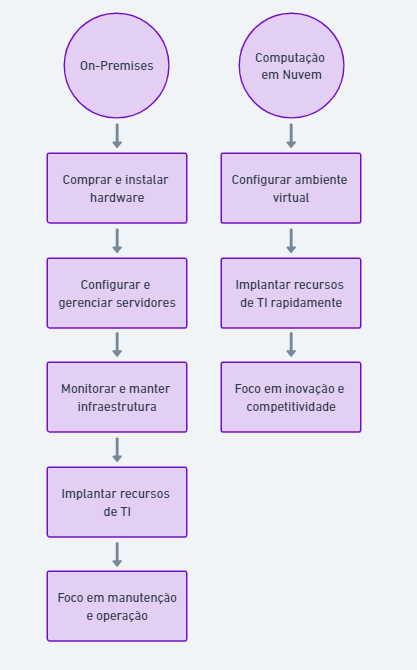 On-Premises
Comprar e instalar
hardware
Configurar e
gerenciar servidores
Monitorar e manter
infraestrutura
Implantar recursos
de TI
Foco em manutenção
e operação
Computação
em Nuvem
Configurar ambiente
virtual
Implantar recursos
de TI rapidamente
Foco em inovação e
competitividade